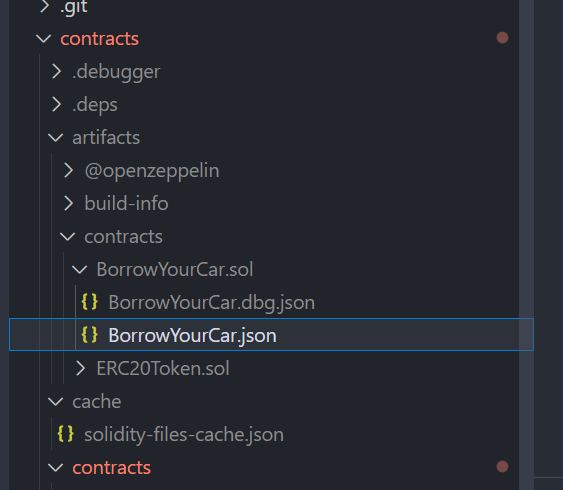 .git
contracts
.debugger
.deps
artifacts
@openzeppelin
build-info
contracts
BorrowYourCar.sol
{} BorrowYourCar.dbg.json
{} BorrowYourCar.json
ERC20Token.sol
cache
{} solidity-files-cache.json
contracts